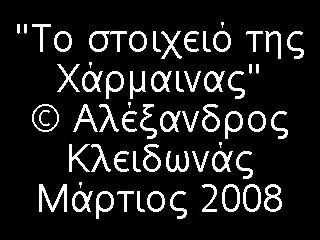 "Το στοιχειό της
Χάρμαινας"
© Αλέξανδρος
Κλειδωνάς
Μάρτιος 2008